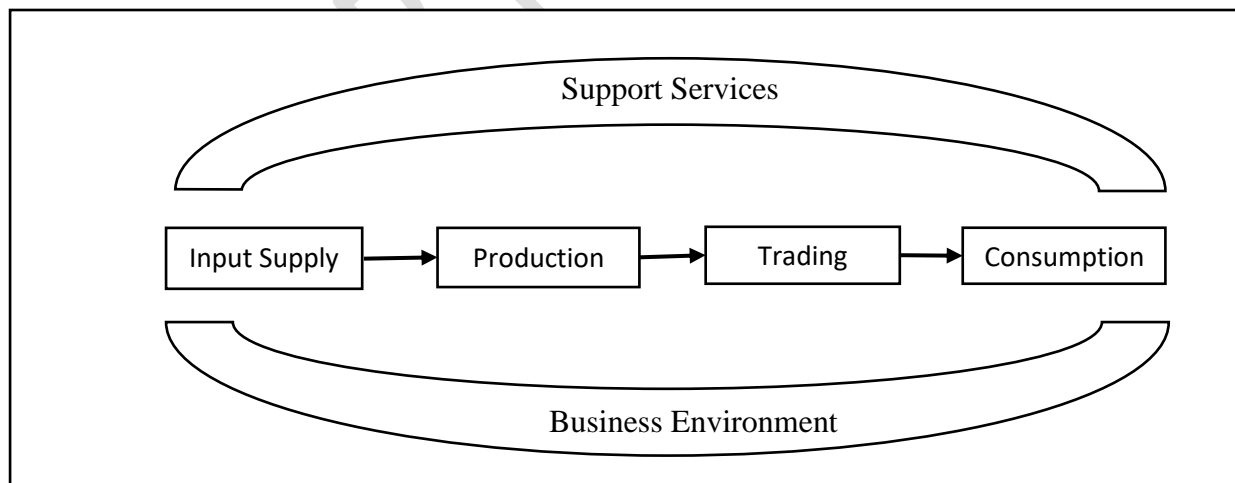 Support Services
Input Supply
Production
Trading
Consumption
Business Environment